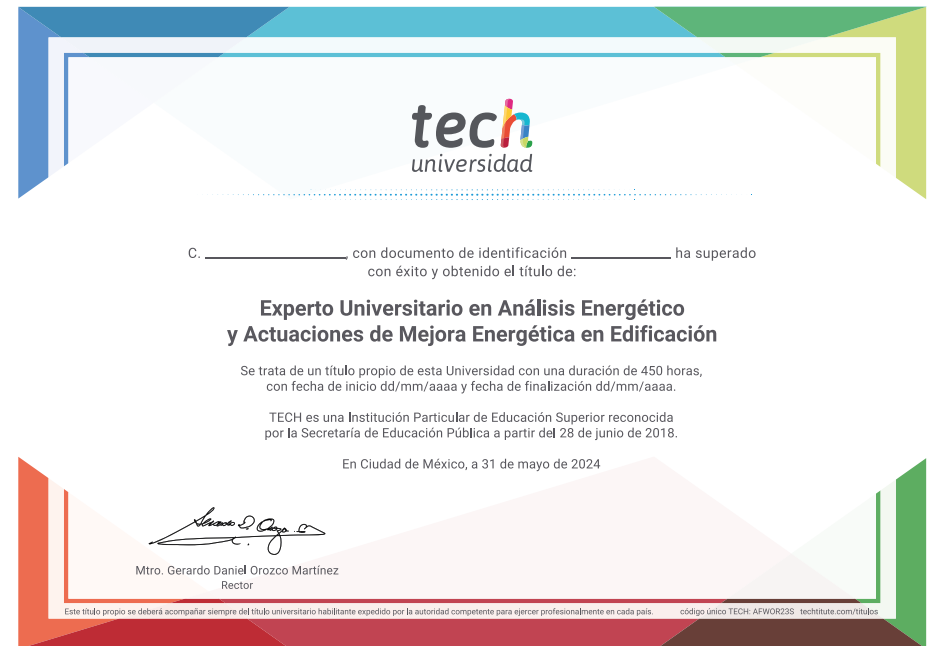 tech
universidad
C. ____________, con documento de identificación _________ ha superado
con éxito y obtenido el título de:
Experto Universitario en Análisis Energético
y Actuaciones de Mejora Energética en Edificación
Se trata de un título propio de esta Universidad con una duración de 450 horas,
con fecha de inicio dd/mm/aaaa y fecha de finalización dd/mm/aaaa.
TECH es una Institución Particular de Educación Superior reconocida
por la Secretaría de Educación Pública a partir del 28 de junio de 2018.
En Ciudad de México, a 31 de mayo de 2024
Mtro. Gerardo Daniel Orozco Martínez
Rector
Este título propio se deberá acompañar siempre del título universitario habilitante expedido por la autoridad competente para ejercer profesionalmente en cada país. código único TECH: AFWOR23S techtitute.com/titulos